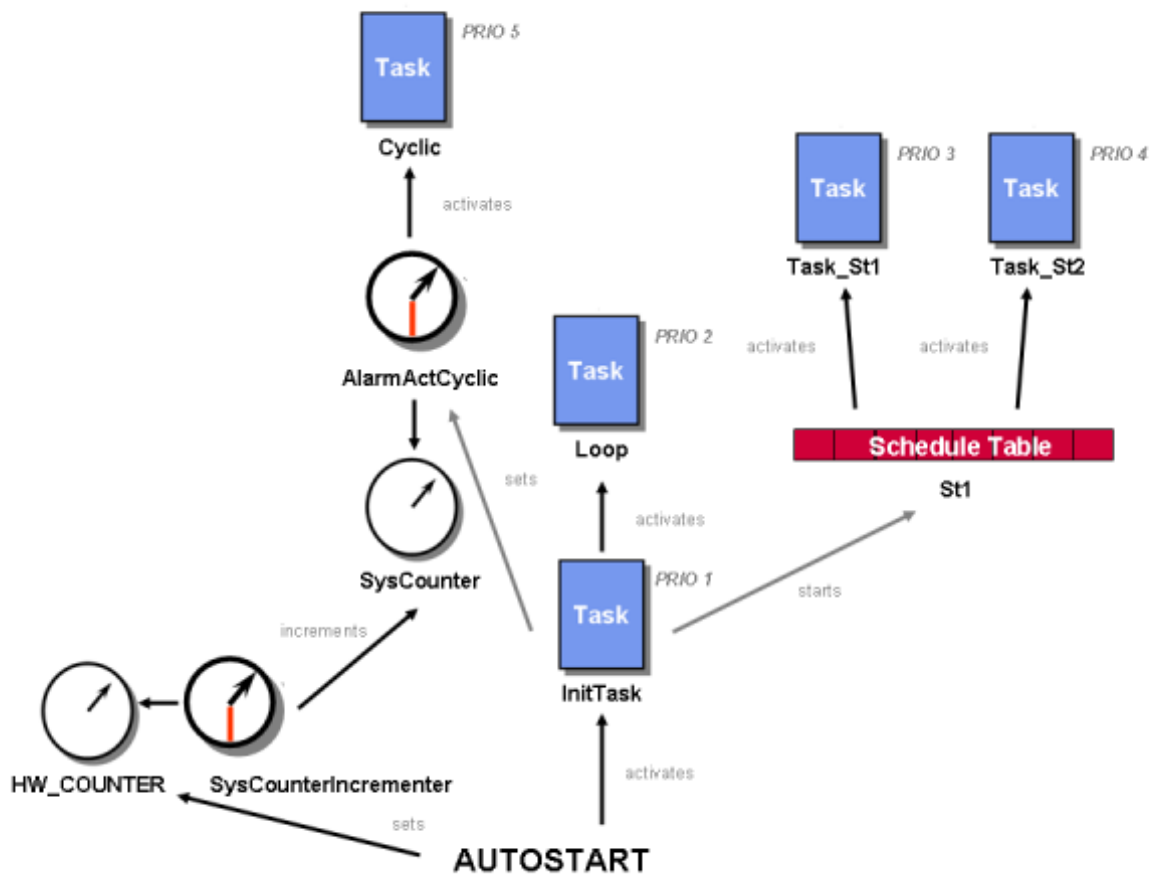 PRIO 5
Task
Cyclic
activates
PRIO 3
PRIO 4
Task
Task
Task_St1
Task_St2
AlarmActCyclic
PRIO 2
Task
Loop
activates
activates
Schedule Table
St1
sets
activates
SysCounter
PRIO 1
Task
InitTask
starts
increments
HW_COUNTER
SysCounterIncrementer
activates
sets
AUTOSTART